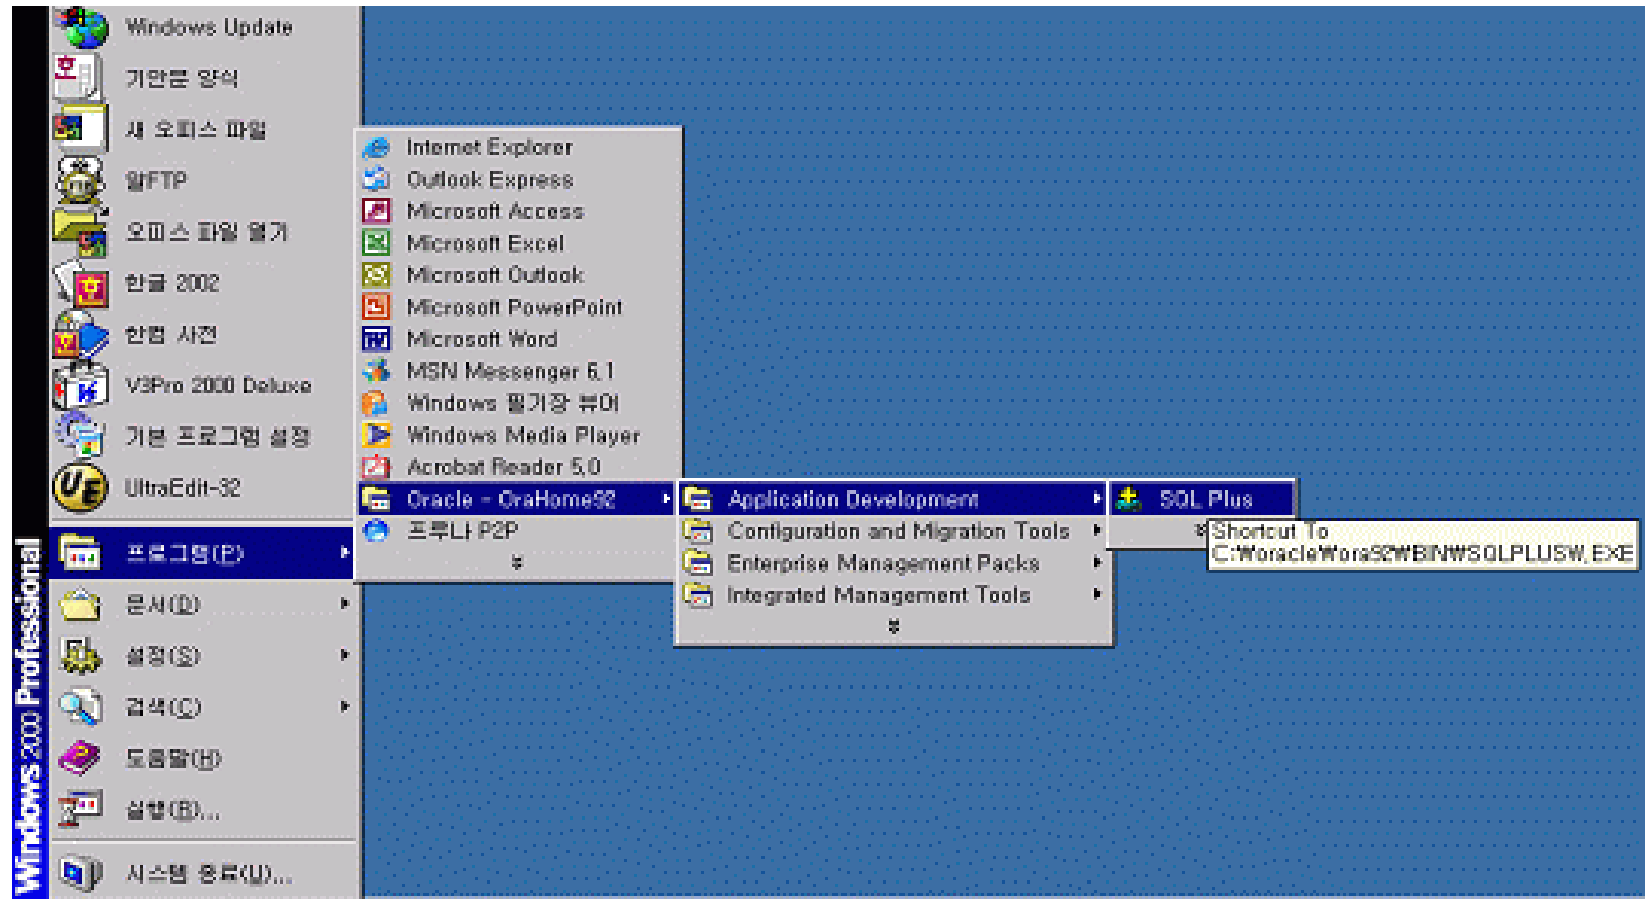 Windows Update
기안문 양식
새 오피스 파일
알FTP
오피스 파일 열기
한글 2002
한컴 사전
V3Pro 2000 Deluxe
기본 프로그램 설정
UltraEdit-32
프로그램(P)
문서(D)
설정(S)
검색(C)
도움말(H)
실행(R)...
시스템 종료(U)...
Windows 2000 Professional
Internet Explorer
Outlook Express
Microsoft Access
Microsoft Excel
Microsoft Outlook
Microsoft PowerPoint
Microsoft Word
MSN Messenger 6.1
Windows 필기장 뷰어
Windows Media Player
Acrobat Reader 5.0
Oracle - OraHome92
프루나 P2P
Application Development
Configuration and Migration Tools
Enterprise Management Packs
Integrated Management Tools
SQL Plus
Shortcut To
C:₩oracle₩ora92₩BIN₩SQLPLUSW.EXE